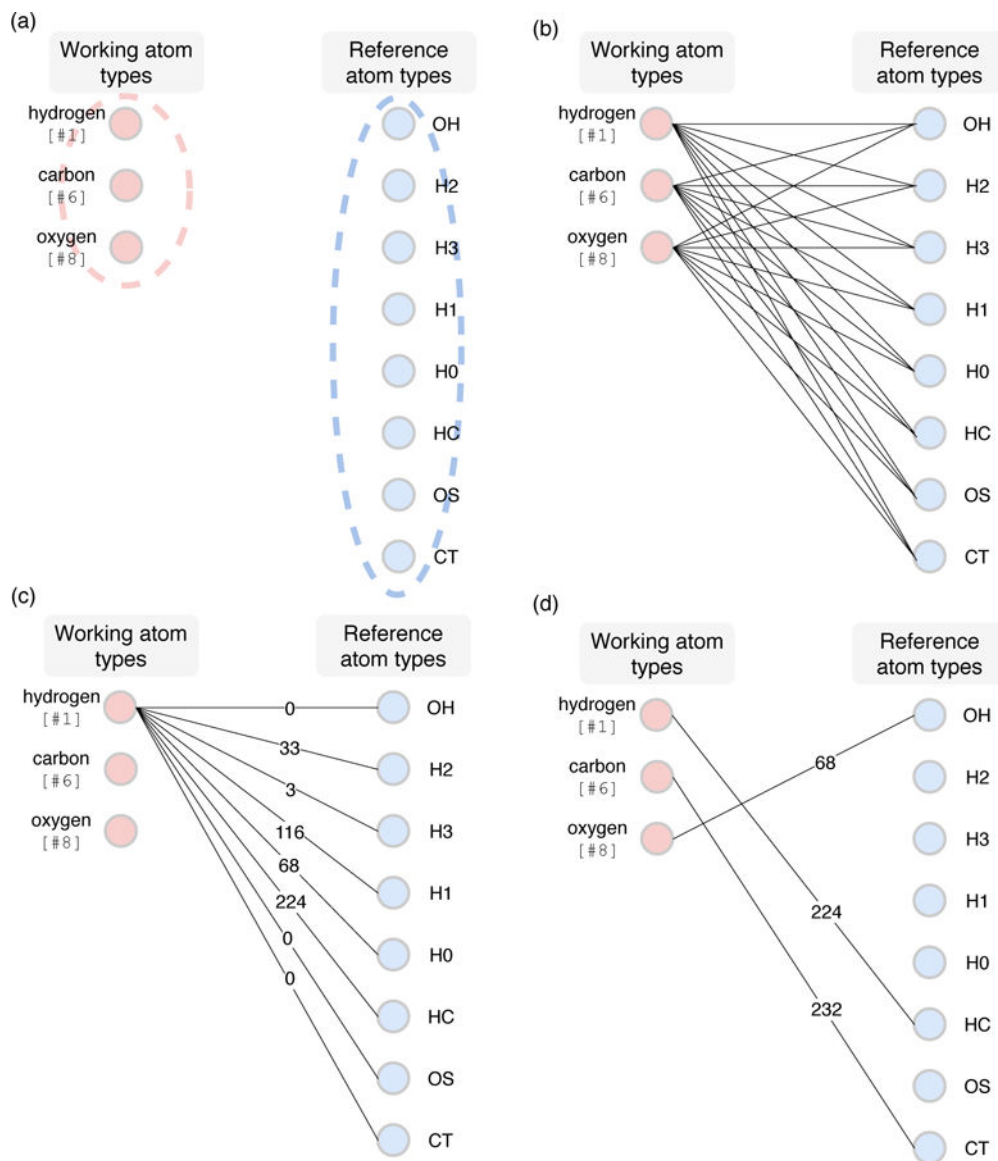 (a)
Working atom
types
Reference
atom types
hydrogen
[#1]
carbon
[#6]
oxygen
[#8]
OH
H2
H3
H1
H0
HC
OS
CT
(b)
Working atom
types
Reference
atom types
hydrogen
[#1]
carbon
[#6]
oxygen
[#8]
OH
H2
H3
H1
H0
HC
OS
CT
(c)
Working atom
types
Reference
atom types
hydrogen
[#1]
carbon
[#6]
oxygen
[#8]
0
33
3
116
68
224
0
0
OH
H2
H3
H1
H0
HC
OS
CT
(d)
Working atom
types
Reference
atom types
hydrogen
[#1]
carbon
[#6]
oxygen
[#8]
68
224
232
OH
H2
H3
H1
H0
HC
OS
CT